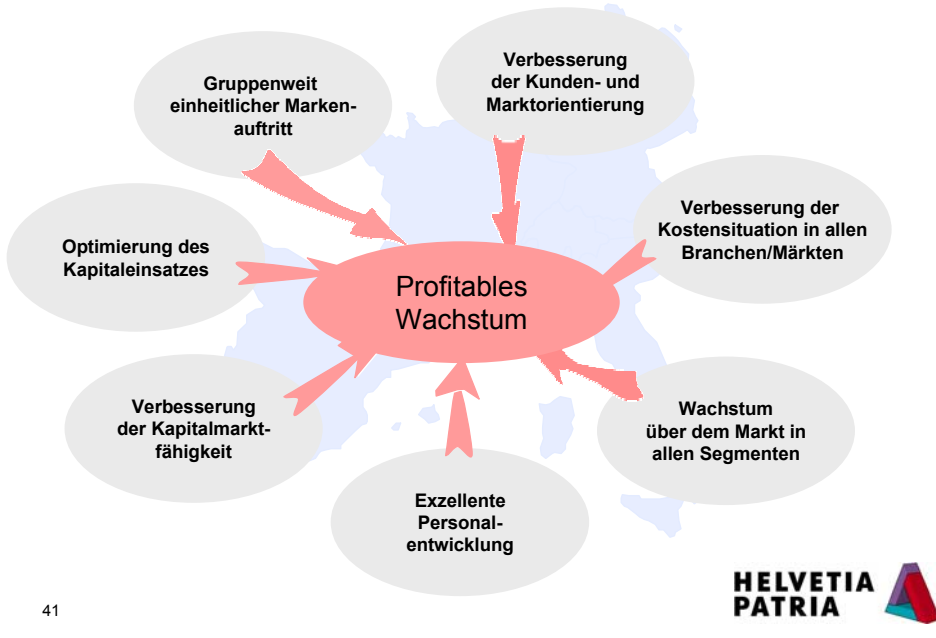 Gruppenweit
einheitlicher Marken-
auftritt
Verbesserung
der Kunden- und
Marktorientierung
Verbesserung der
Kostensituation in allen
Branchen/Märkten
Optimierung des
Kapitaleinsatzes
Profitables
Wachstum
Verbesserung
der Kapitalmarkt-
fähigkeit
Wachstum
über dem Markt in
allen Segmenten
Exzellente
Personal-
entwicklung
41
HELVETIA
PATRIA